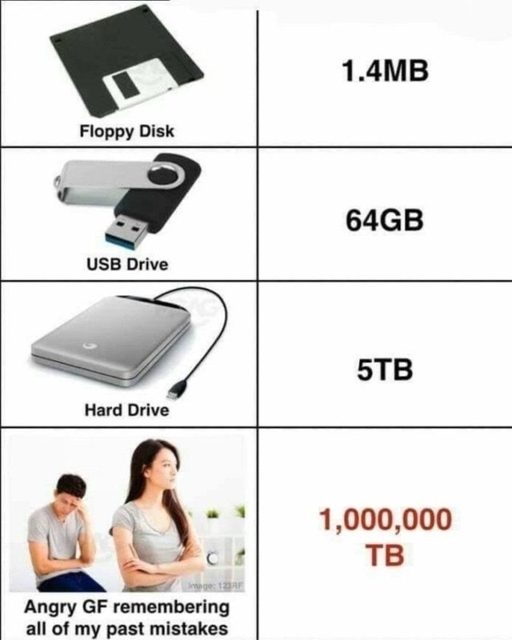 1.4MB
Floppy Disk
64GB
USB Drive
5TB
Hard Drive
1,000,000
TB
Image: 123RF
Angry GF remembering
all of my past mistakes